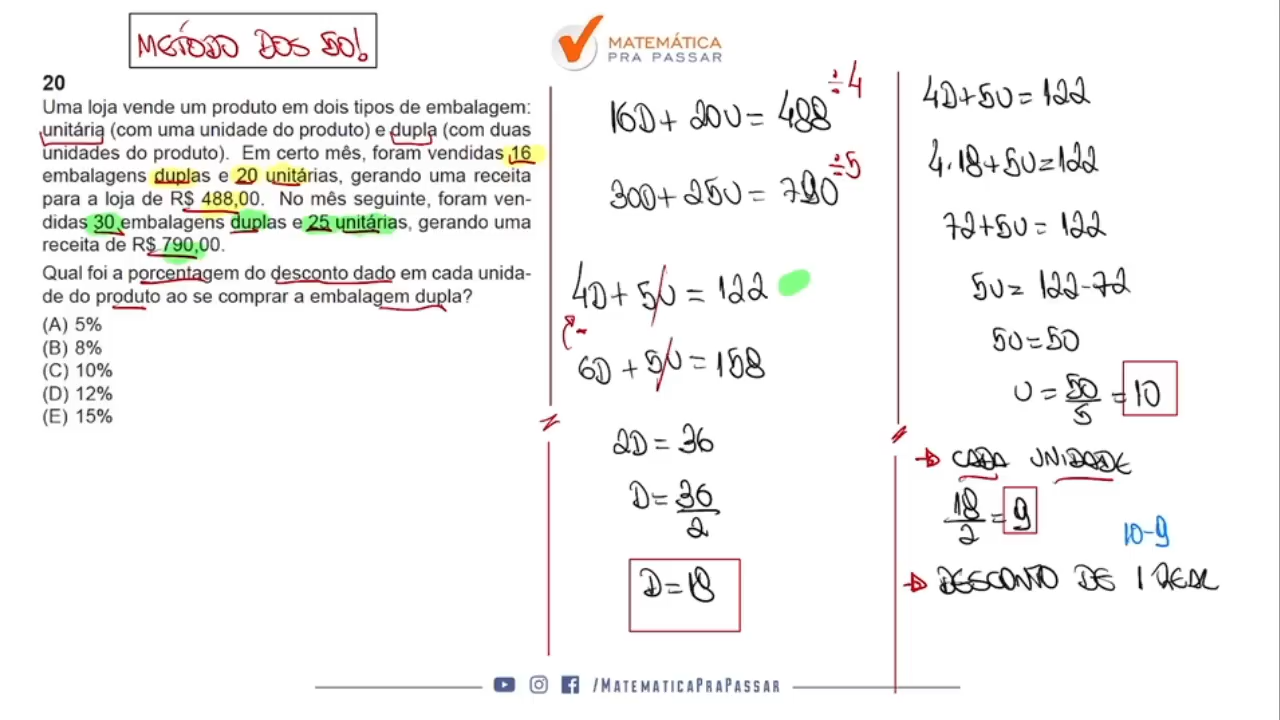 MÉTODO DOS 50!
MATEMÁTICA
PRA PASSAR
20
Uma loja vende um produto em dois tipos de embalagem:
unitária (com uma unidade do produto) e dupla (com duas
unidades do produto). Em certo mês, foram vendidas 16
embalagens duplas e 20 unitárias, gerando uma receita
para a loja de R$ 488,00. No mês seguinte, foram ven-
didas 30 embalagens duplas e 25 unitárias, gerando uma
receita de R$ 790,00.
Qual foi a porcentagem do desconto dado em cada unida-
de do produto ao se comprar a embalagem dupla?
(A) 5%
(B) 8%
(C) 10%
(D) 12%
(E) 15%
16D + 20U = 488 ÷4
30D + 25U = 790 ÷5
4D + 5U = 122
-
6D + 5U = 158
2D = 36
D = 36/2
D = 18
4D + 5U = 122
4.18 + 5U = 122
72 + 5U = 122
5U = 122 - 72
5U = 50
U = 50/5 = 10
CADA UNIDADE
18/2 = 9
10-9
DESCONTO DE 1 REAL
/MATEMATICAPRAPASSAR